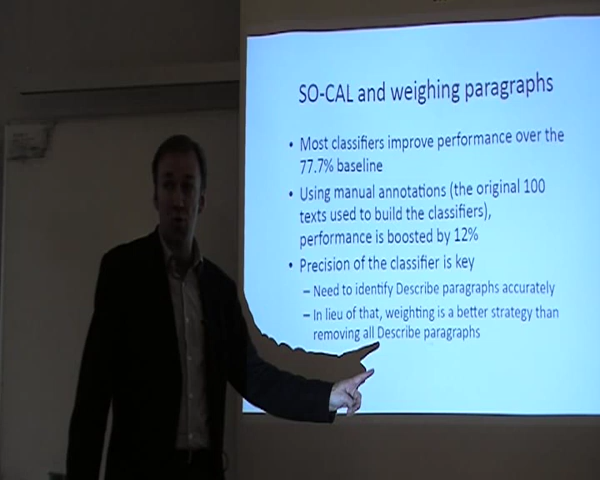 SO-CAL and weighing paragraphs
• Most classifiers improve performance over the
77.7% baseline
• Using manual annotations (the original 100
texts used to build the classifiers),
performance is boosted by 12%
• Precision of the classifier is key
– Need to identify Describe paragraphs accurately
– In lieu of that, weighting is a better strategy than
removing all Describe paragraphs